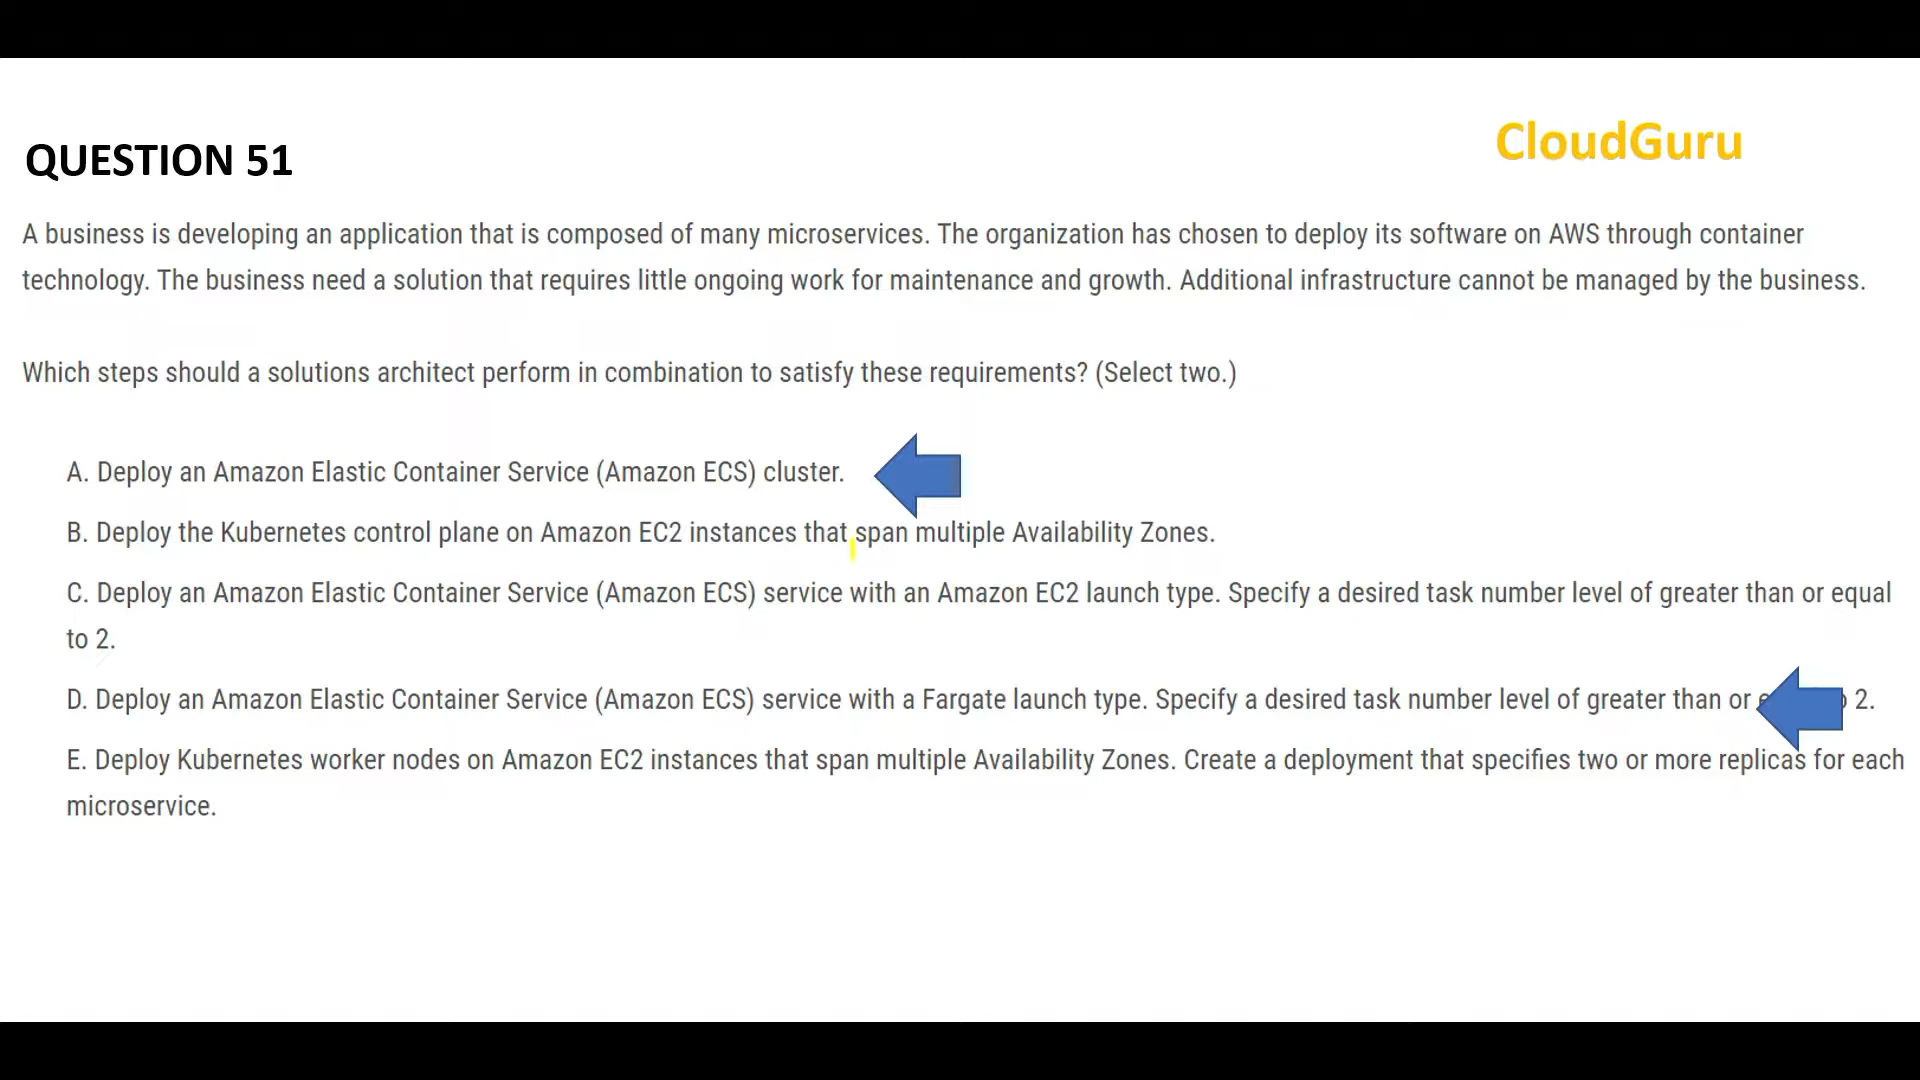 CloudGuru
QUESTION 51
A business is developing an application that is composed of many microservices. The organization has chosen to deploy its software on AWS through container
technology. The business need a solution that requires little ongoing work for maintenance and growth. Additional infrastructure cannot be managed by the business.
Which steps should a solutions architect perform in combination to satisfy these requirements? (Select two.)
A. Deploy an Amazon Elastic Container Service (Amazon ECS) cluster.
B. Deploy the Kubernetes control plane on Amazon EC2 instances that span multiple Availability Zones.
C. Deploy an Amazon Elastic Container Service (Amazon ECS) service with an Amazon EC2 launch type. Specify a desired task number level of greater than or equal
to 2.
D. Deploy an Amazon Elastic Container Service (Amazon ECS) service with a Fargate launch type. Specify a desired task number level of greater than or 2.
E. Deploy Kubernetes worker nodes on Amazon EC2 instances that span multiple Availability Zones. Create a deployment that specifies two or more replicas for each
microservice.